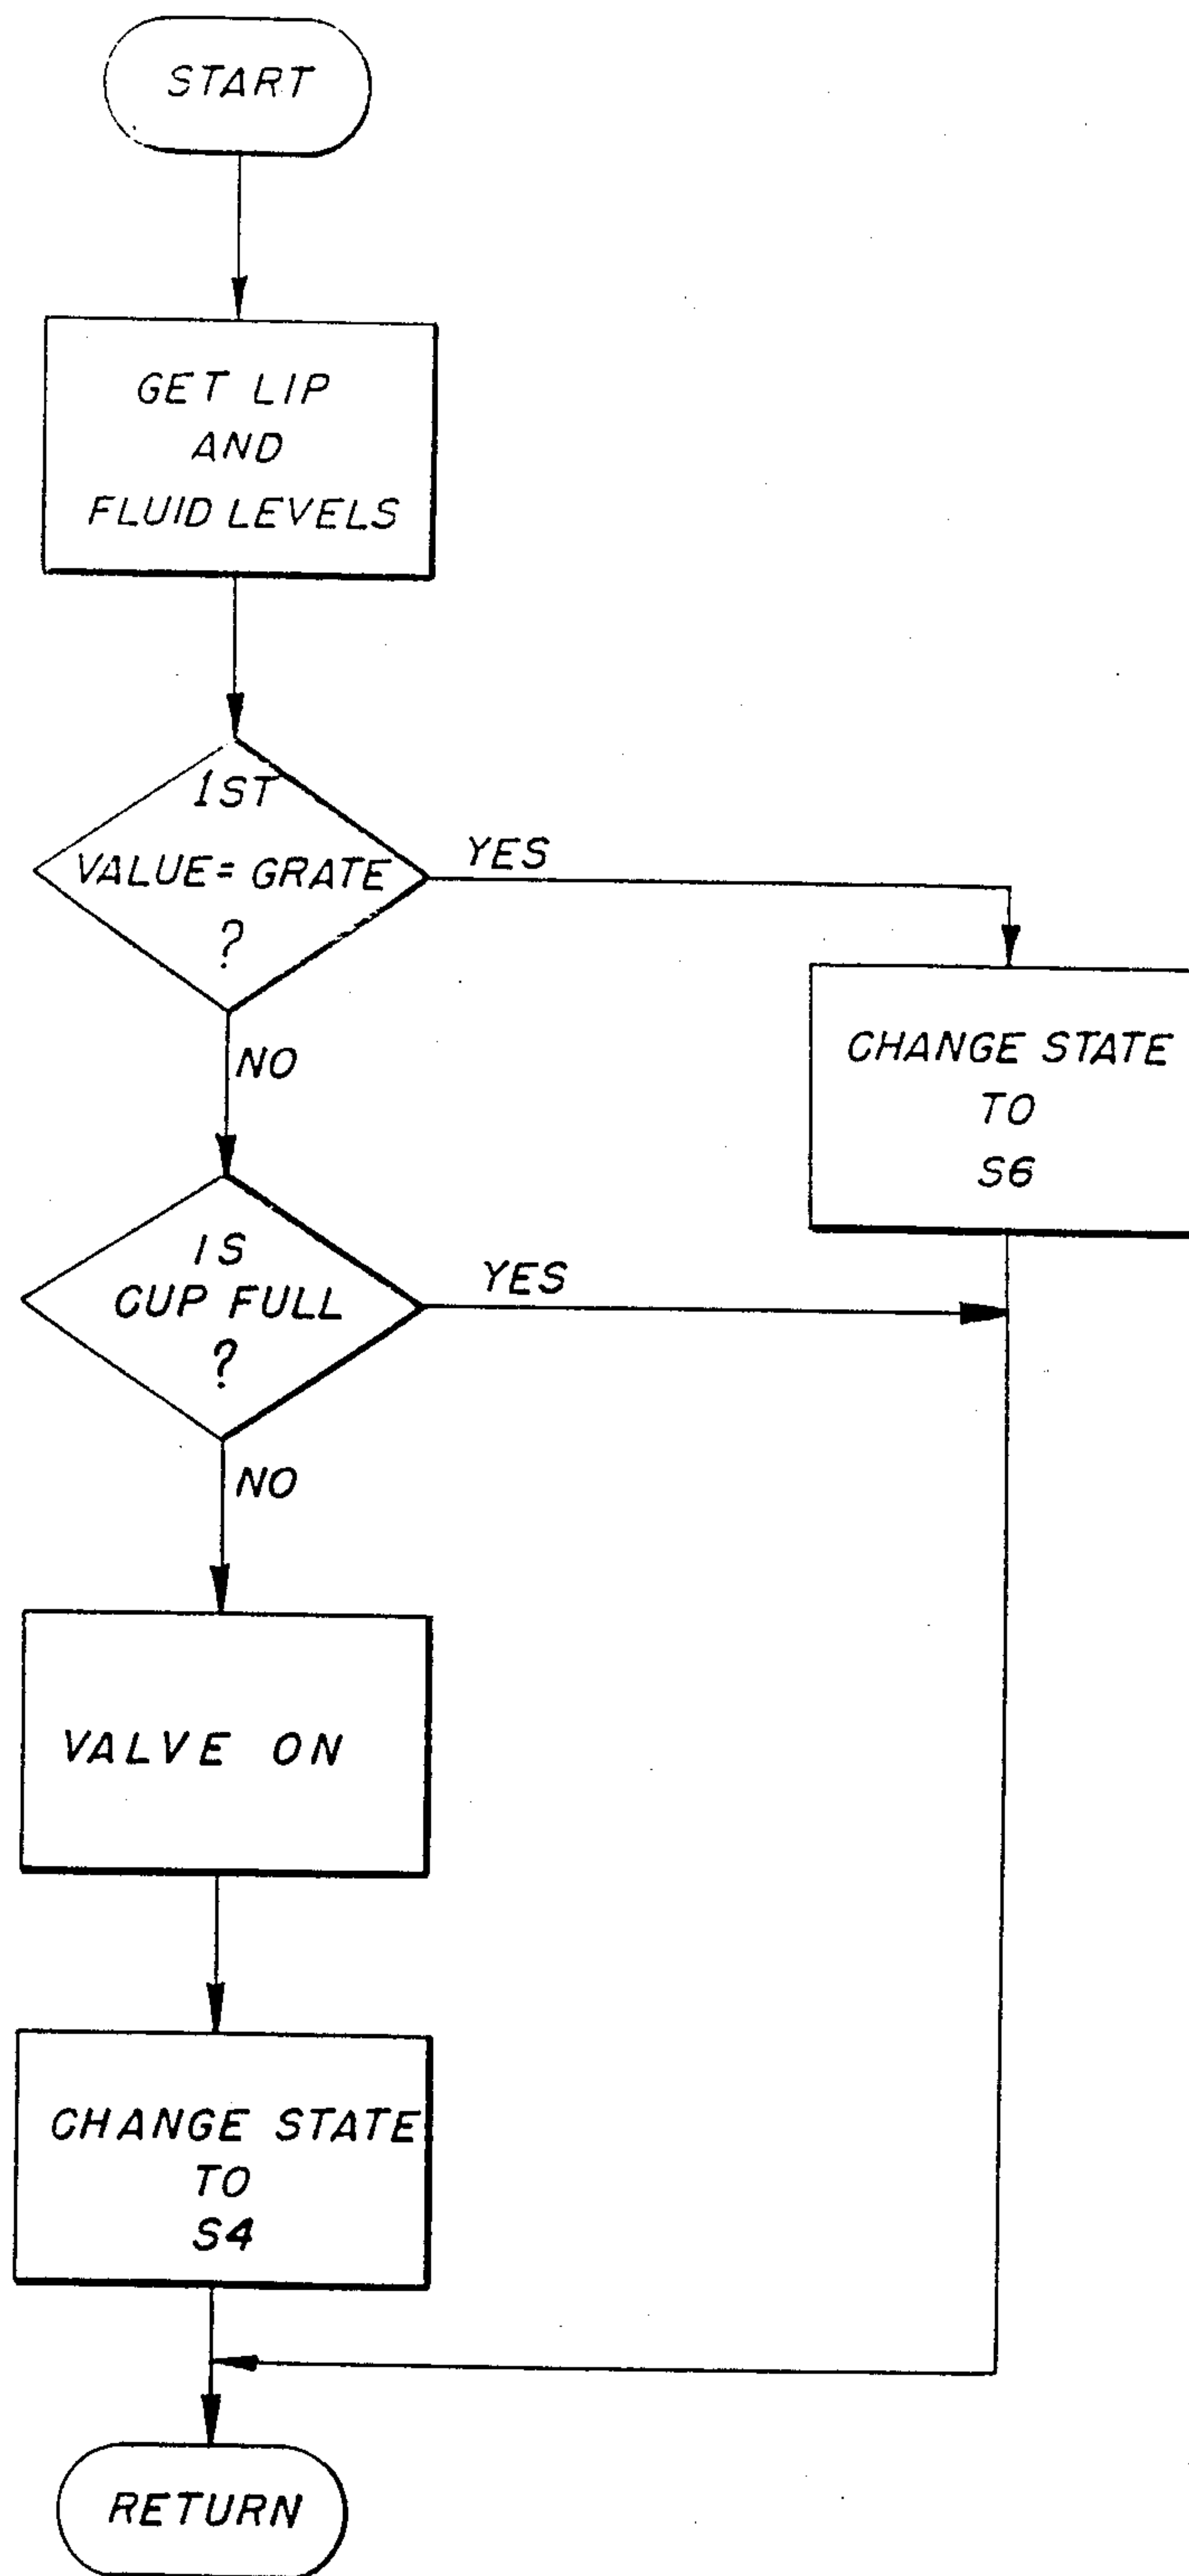 START
GET LIP
AND
FLUID LEVELS
1ST
VALUE= GRATE
?
YES
NO
CHANGE STATE
TO
S6
IS
CUP FULL
?
YES
NO
VALVE ON
CHANGE STATE
TO
S4
RETURN